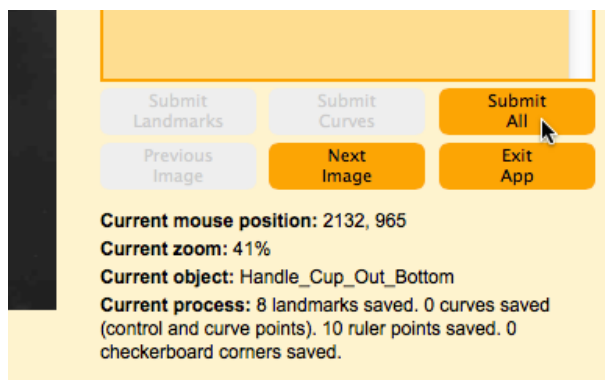 Submit Landmarks
Submit Curves
Submit All
Previous Image
Next Image
Exit App
Current mouse position: 2132, 965
Current zoom: 41%
Current object: Handle_Cup_Out_Bottom
Current process: 8 landmarks saved. 0 curves saved
(control and curve points). 10 ruler points saved. 0
checkerboard corners saved.